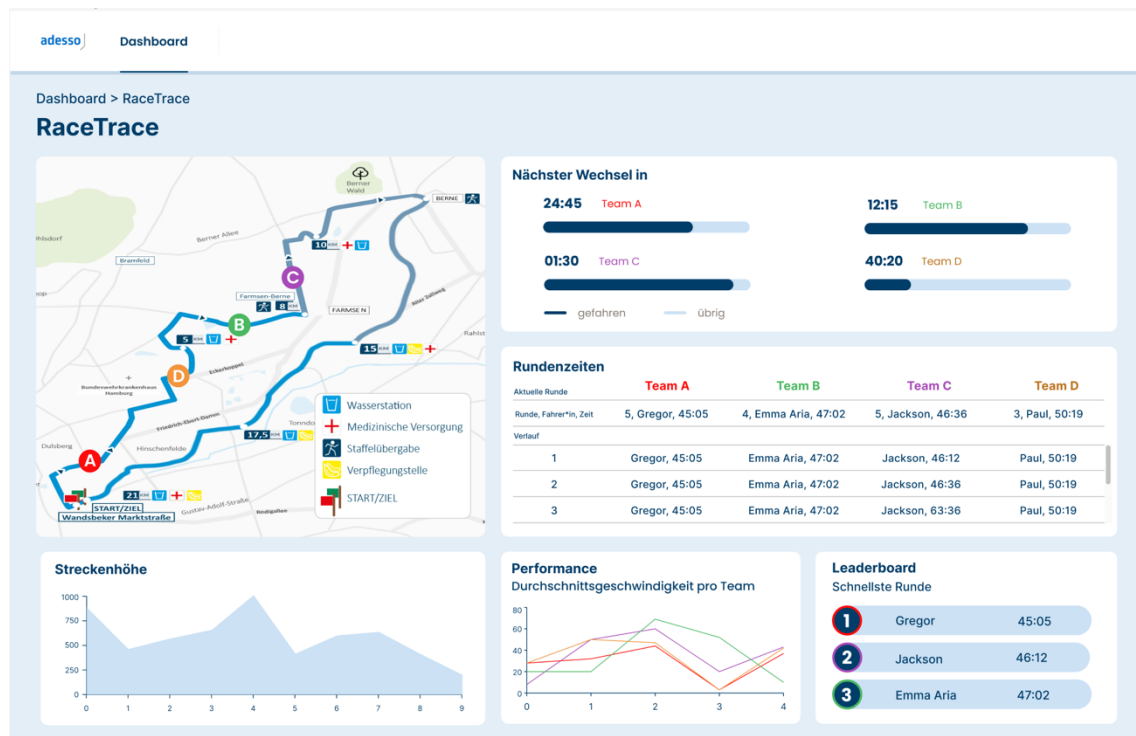 adesso
Dashboard
Dashboard > RaceTrace
RaceTrace
Berner
Wald
BERNE
Berner Allee
Bramfeld
10 KM
C
Farmsen-Berne
8 KM
FARMSEN
B
5 KM
15 KM
Eckerkoppel
D
Bundeswehrkrankenhaus
Hamburg
Friedrich-Ebert-Damm
Tonndo
17,5 KM
Dulsberg
Hinschenfelde
A
21 KM
START/ZIEL
Wandsbeker Marktstraße
Gustav-Adolf-Straße
Wasserstation
Medizinische Versorgung
Staffelübergabe
Verpflegungstelle
START/ZIEL
Nächster Wechsel in
24:45 Team A
12:15 Team B
01:30 Team C
40:20 Team D
gefahren übrig
Rundenzeiten
Aktuelle Runde Team A Team B Team C Team D
Runde, Fahrer*in, Zeit 5, Gregor, 45:05 4, Emma Aria, 47:02 5, Jackson, 46:36 3, Paul, 50:19
Verlauf
1 Gregor, 45:05 Emma Aria, 47:02 Jackson, 46:12 Paul, 50:19
2 Gregor, 45:05 Emma Aria, 47:02 Jackson, 46:36 Paul, 50:19
3 Gregor, 45:05 Emma Aria, 47:02 Jackson, 63:36 Paul, 50:19
Streckenhöhe
1000
750
500
250
0
0 1 2 3 4 5 6 7 8 9
Performance
Durchschnittsgeschwindigkeit pro Team
80
60
40
20
0
0 1 2 3 4
Leaderboard
Schnellste Runde
1 Gregor 45:05
2 Jackson 46:12
3 Emma Aria 47:02